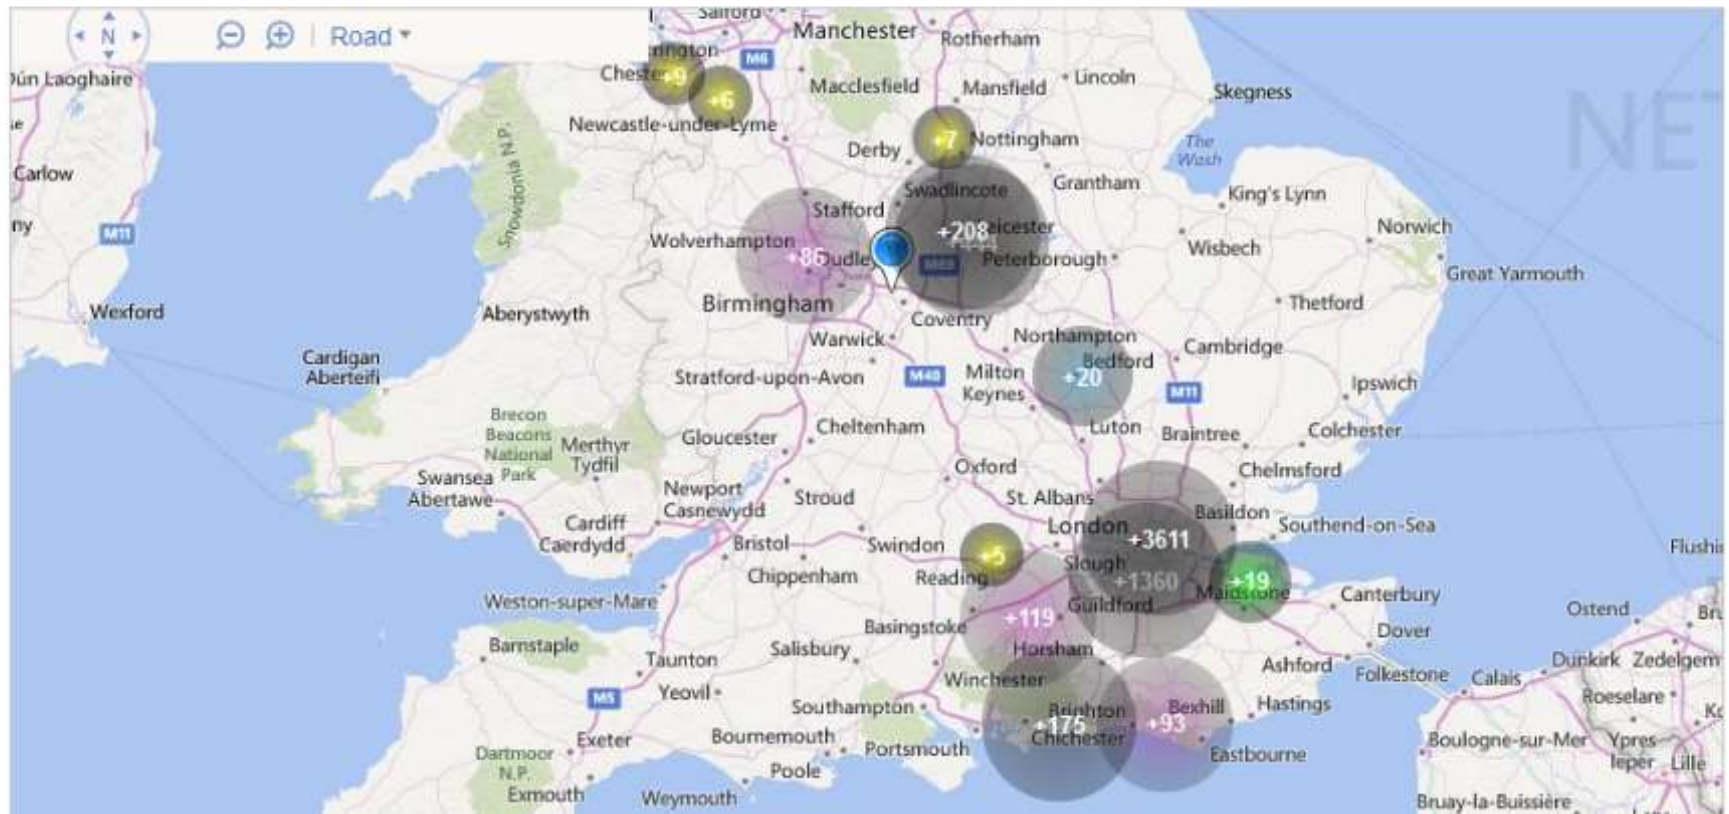 N
Road
Salford
Manchester
Rotherham
M6
Macclesfield
Mansfield
Lincoln
Skegness
Dún Laoghaire
+9
+6
Newcastle-under-Lyme
+7
Nottingham
Derby
The
Wash
NE
Snowdonia N.P.
Carlow
Swadlincote
Grantham
King's Lynn
Stafford
Norwich
M11
Wolverhampton
+208
Peterborough
Wisbech
+86
Great Yarmouth
Wexford
Aberystwyth
Birmingham
Coventry
Thetford
Warwick
Northampton
Bedford
Cambridge
Cardigan
Aberteifi
Stratford-upon-Avon
M40
Milton
Keynes
+20
M11
Ipswich
Brecon
Beacons
National
Park
Merthyr
Tydfil
Gloucester
Cheltenham
Luton
Braintree
Colchester
Swansea
Abertawe
Newport
Casnewydd
Stroud
Oxford
St. Albans
Chelmsford
Cardiff
Caerdydd
London
Basildon
Southend-on-Sea
Bristol
Swindon
+5
+3611
Chippenham
Reading
Slough
+1360
+19
Weston-super-Mare
Guildford
Maidstone
Canterbury
Ostend
Basingstoke
+119
Dover
Barnstaple
Taunton
Salisbury
Horsham
Ashford
Folkestone
Calais
Dunkirk
Zedelgem
M5
Yeovil
Winchester
Roeselare
Southampton
Brighton
Bexhill
Hastings
+175
+93
Exeter
Bournemouth
Portsmouth
Chichester
Eastbourne
Boulogne-sur-Mer
Ypres
Ieper
Lille
Dartmoor
N.P.
Poole
Exmouth
Weymouth
Bruay-la-Buissière